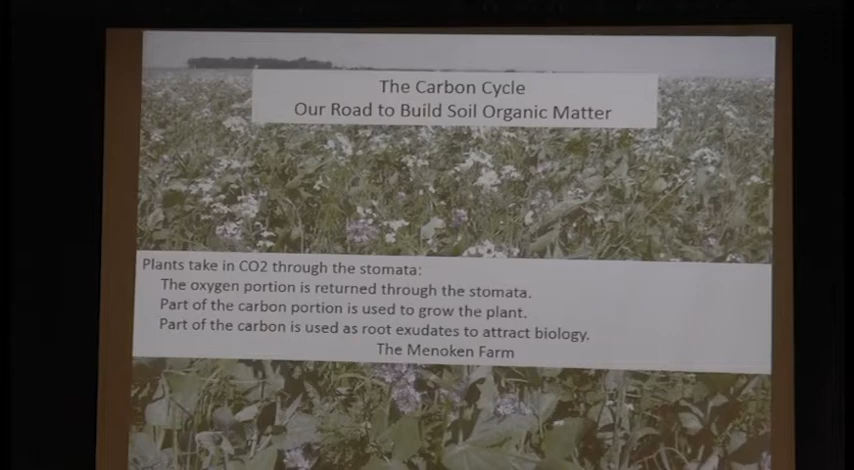 The Carbon Cycle
Our Road to Build Soil Organic Matter
Plants take in CO2 through the stomata:
The oxygen portion is returned through the stomata.
Part of the carbon portion is used to grow the plant.
Part of the carbon is used as root exudates to attract biology.
The Menoken Farm